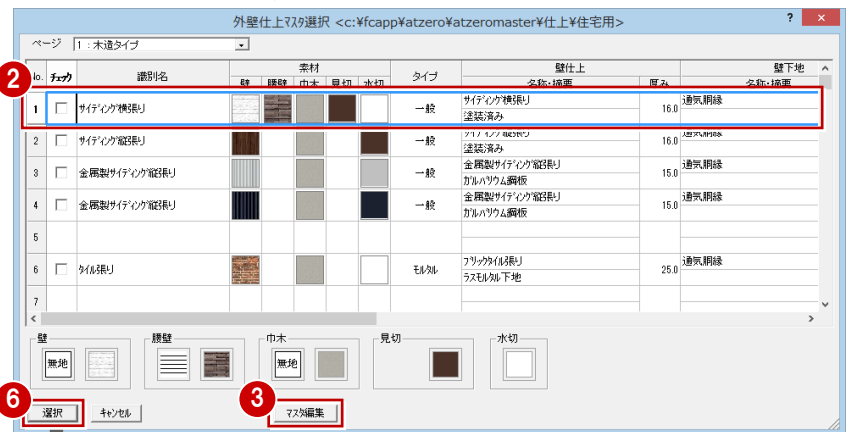 外壁仕上マスタ選択 <c:¥fcapp¥atzero¥atzeromaster¥仕上¥住宅用>
? ×
ページ 1：木造タイプ
2
No. チェック 識別名 素材 タイプ 壁仕上 壁下地
壁 腰壁 巾木 見切 水切 名称・摘要 厚み 名称・摘要
1 サイディング横張り 一般 サイディング横張り 16.0 通気胴縁
塗装済み
2 サイディング縦張り 一般 サイディング縦張り 16.0 通気胴縁
塗装済み
3 金属製サイディング縦張り 一般 金属製サイディング縦張り 15.0 通気胴縁
ガルバリウム鋼板
4 金属製サイディング縦張り 一般 金属製サイディング縦張り 15.0 通気胴縁
ガルバリウム鋼板
5
6 タイル張り モルタル ブリックタイル張り 25.0 通気胴縁
ラスモルタル下地
7
壁 腰壁 巾木 見切 水切
無地 無地
6 3
選択 キャンセル マスタ編集